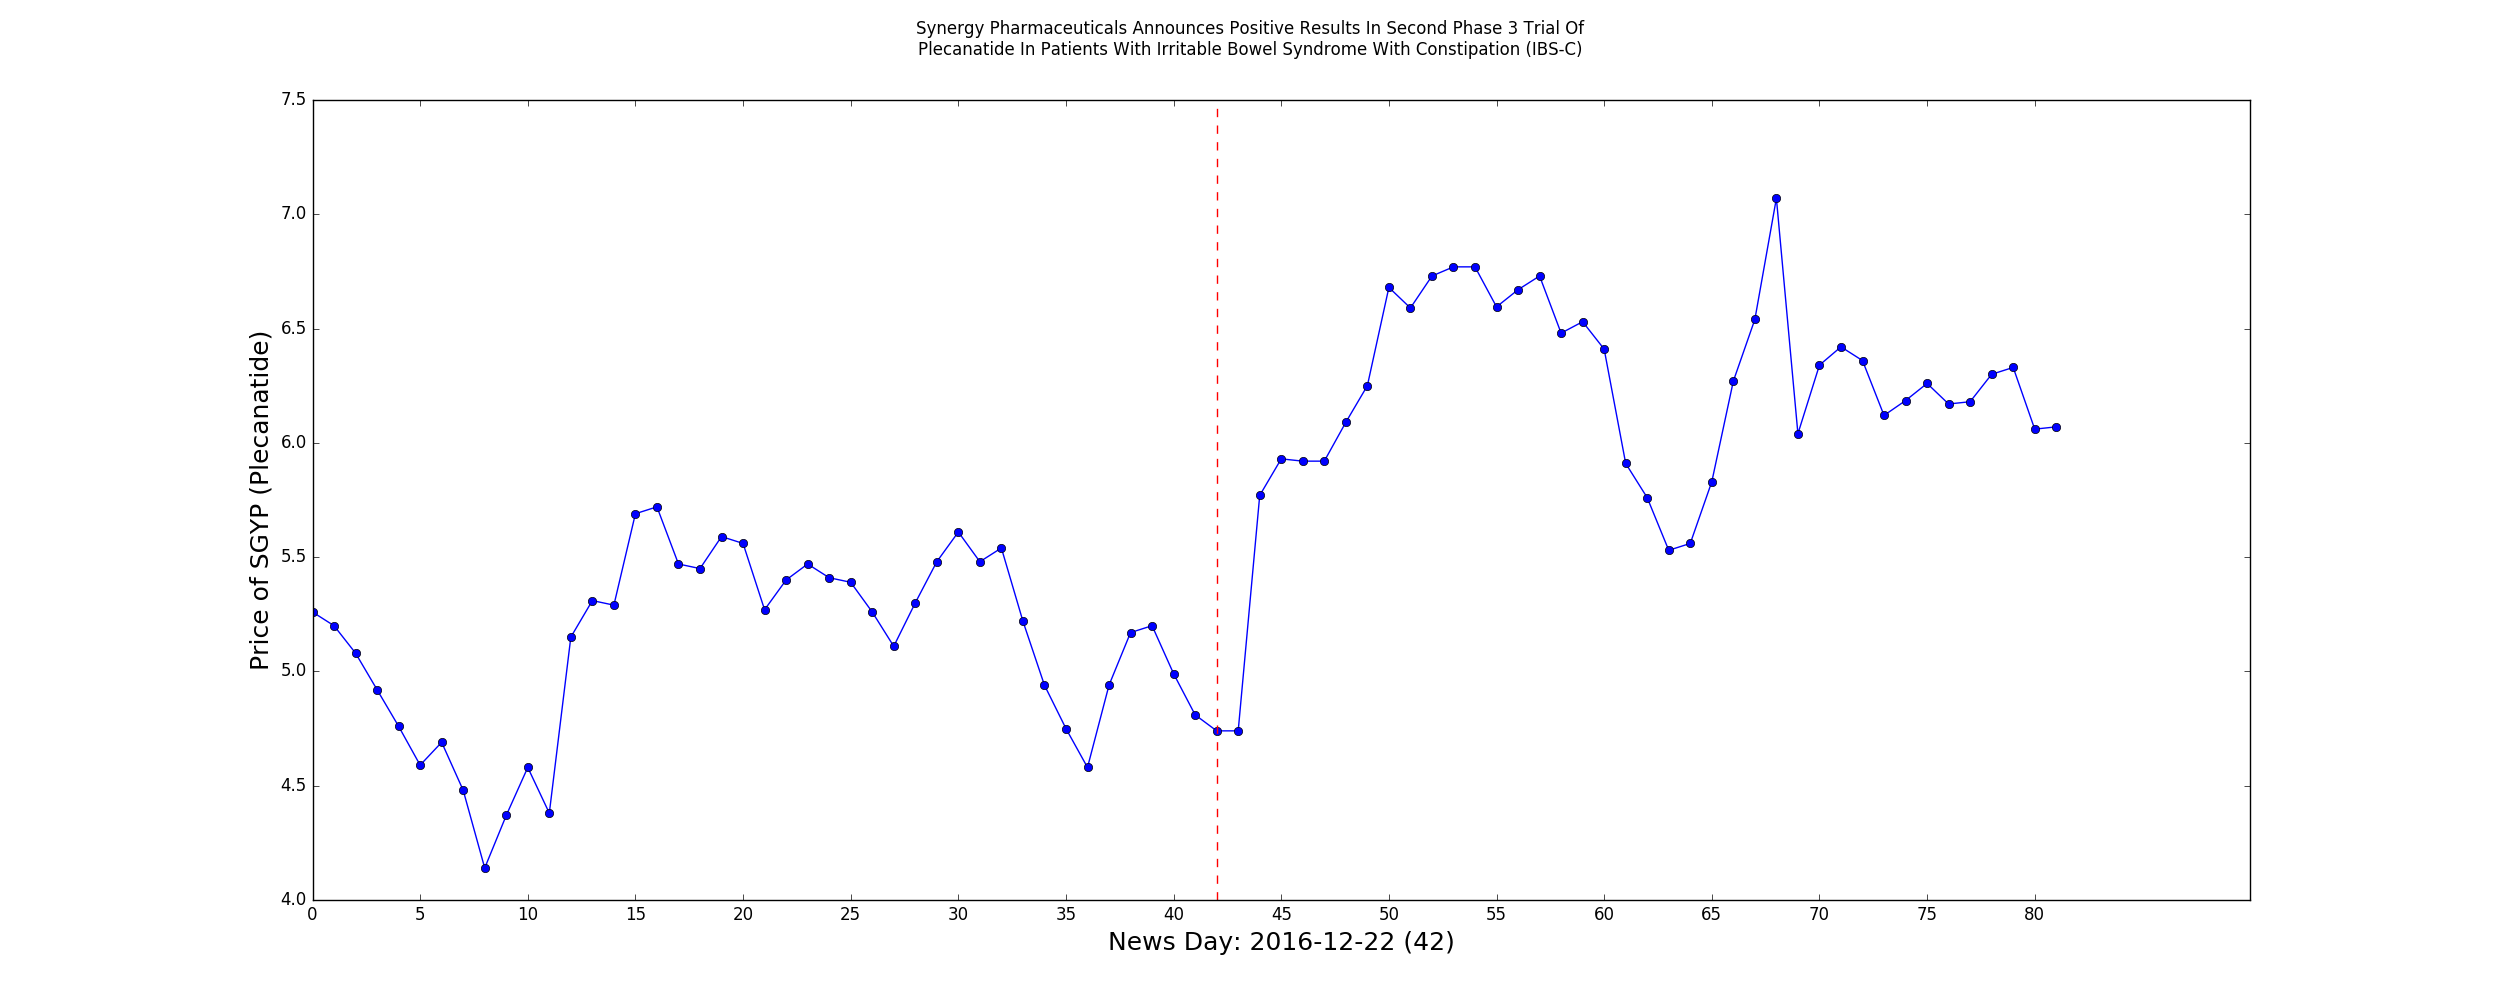 Synergy Pharmaceuticals Announces Positive Results In Second Phase 3 Trial Of
Plecanatide In Patients With Irritable Bowel Syndrome With Constipation (IBS-C)
Price of SGYP (Plecanatide)
7.5
7.0
6.5
6.0
5.5
5.0
4.5
4.0
0 5 10 15 20 25 30 35 40 45 50 55 60 65 70 75 80
News Day: 2016-12-22 (42)